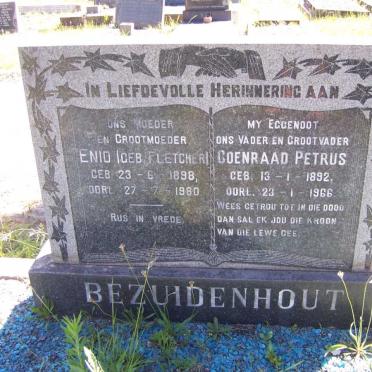 IN LIEFDEVOLLE HERINNERING AAN
ONS MOEDER
EN GROOTMOEDER
ENID (GEB. FLETCHER)
GEB. 23-6-1898,
OORL. 27-7-1980
RUS IN VREDE
MY EGGENOOT
ONS VADER EN GROOTVADER
COENRAAD PETRUS
GEB. 13-1-1892,
OORL. 23-1-1966
WEES GETROU TOT IN DIE DOOD
DAN SAL EK JOU DIE KROON
VAN DIE LEWE GEE.
BEZUIDENHOUT